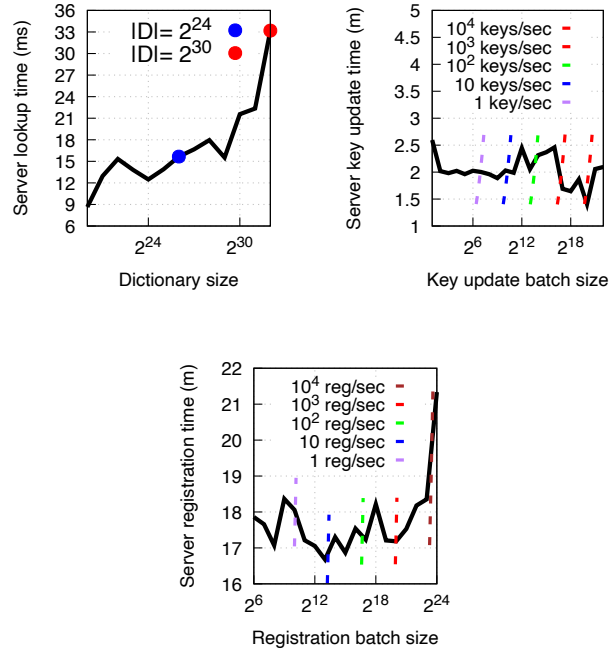 Server lookup time (ms)
36
33
30
27
24
21
18
15
12
9
6
|D|= 2^24
|D|= 2^30
2^24
2^30
Dictionary size
Server key update time (m)
5
4.5
4
3.5
3
2.5
2
1.5
1
10^4 keys/sec
10^3 keys/sec
10^2 keys/sec
10 keys/sec
1 key/sec
2^6
2^12
2^18
Key update batch size
Server registration time (m)
22
21
20
19
18
17
16
10^4 reg/sec
10^3 reg/sec
10^2 reg/sec
10 reg/sec
1 reg/sec
2^6
2^12
2^18
2^24
Registration batch size